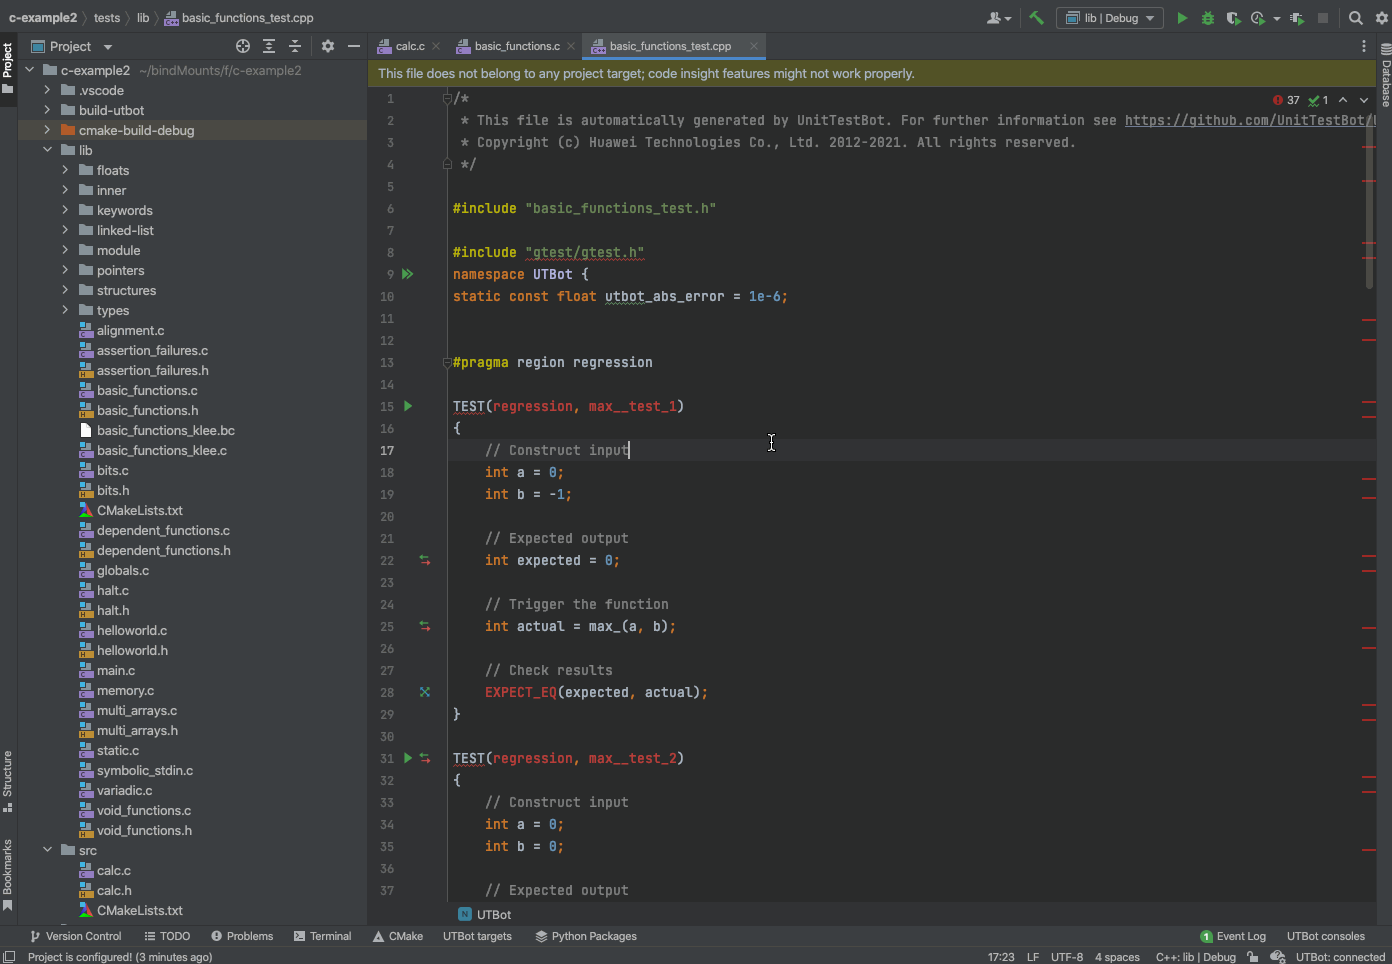 c-example2 › tests › lib › basic_functions_test.cpp
lib | Debug
Project
calc.c
basic_functions.c
basic_functions_test.cpp
Project
Structure
Bookmarks
Database
c-example2 ~/bindMounts/f/c-example2
.vscode
build-utbot
cmake-build-debug
lib
floats
inner
keywords
linked-list
module
pointers
structures
types
alignment.c
assertion_failures.c
assertion_failures.h
basic_functions.c
basic_functions.h
basic_functions_klee.bc
basic_functions_klee.c
bits.c
bits.h
CMakeLists.txt
dependent_functions.c
dependent_functions.h
globals.c
halt.c
halt.h
helloworld.c
helloworld.h
main.c
memory.c
multi_arrays.c
multi_arrays.h
static.c
symbolic_stdin.c
variadic.c
void_functions.c
void_functions.h
src
calc.c
calc.h
CMakeLists.txt
This file does not belong to any project target; code insight features might not work properly.
37 1
1 /*
2 * This file is automatically generated by UnitTestBot. For further information see https://github.com/UnitTestBot/
3 * Copyright (c) Huawei Technologies Co., Ltd. 2012-2021. All rights reserved.
4 */
5
6 #include "basic_functions_test.h"
7
8 #include "gtest/gtest.h"
9 namespace UTBot {
10 static const float utbot_abs_error = 1e-6;
11
12
13 #pragma region regression
14
15 TEST(regression, max__test_1)
16 {
17 // Construct input
18 int a = 0;
19 int b = -1;
20
21 // Expected output
22 int expected = 0;
23
24 // Trigger the function
25 int actual = max_(a, b);
26
27 // Check results
28 EXPECT_EQ(expected, actual);
29 }
30
31 TEST(regression, max__test_2)
32 {
33 // Construct input
34 int a = 0;
35 int b = 0;
36
37 // Expected output
N UTBot
Version Control
TODO
Problems
Terminal
CMake
UTBot targets
Python Packages
1 Event Log
UTBot consoles
Project is configured! (3 minutes ago)
17:23 LF UTF-8 4 spaces C++: lib | Debug UTBot: connected